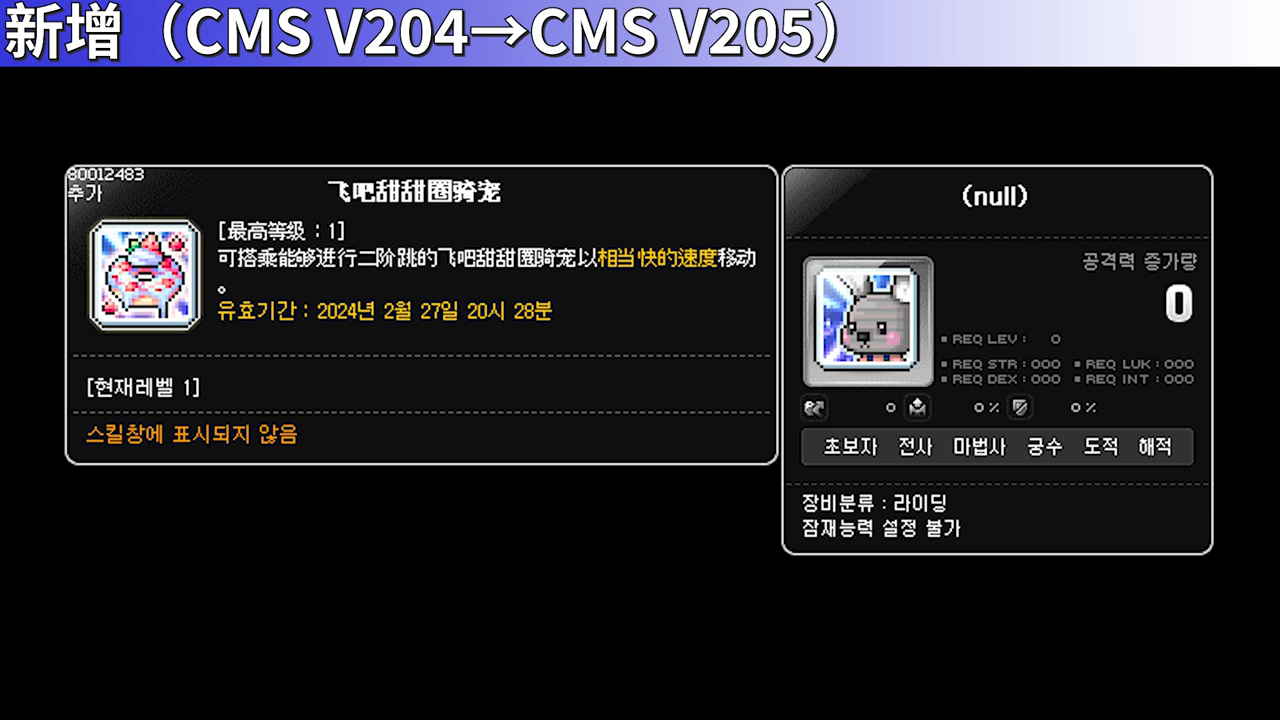 新增（CMS V204→CMS V205）
80012483
추가
飞吧甜甜圈骑宠
[最高等级 : 1]
可搭乘能够进行二阶跳的飞吧甜甜圈骑宠以相当快的速度移动
。
유효기간 : 2024년 2월 27일 20시 28분
[현재레벨 1]
스킬창에 표시되지 않음
(null)
공격력 증가량
0
REQ LEV : 0
REQ STR : 000 REQ LUK : 000
REQ DEX : 000 REQ INT : 000
0 0 % 0 %
초보자 전사 마법사 궁수 도적 해적
장비분류 : 라이딩
잠재능력 설정 불가